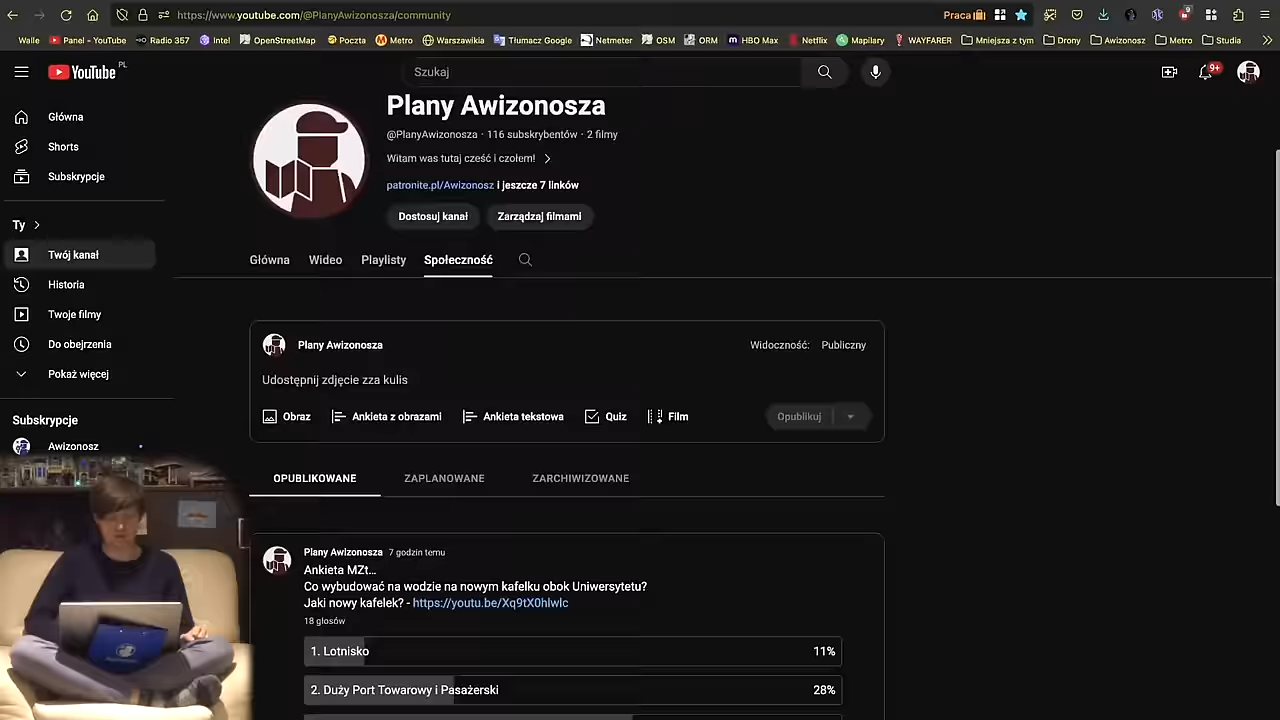 https://www.youtube.com/@PlanyAwizonosza/community
Praca
Walle
Panel - YouTube
Radio 357
Intel
OpenStreetMap
Poczta
Metro
Warszawikia
Tłumacz Google
Netmeter
OSM
ORM
HBO Max
Netflix
Mapilary
WAYFARER
Mniejsza z tym
Drony
Awizonosz
Metro
Studia
YouTube PL
Szukaj
9+
Główna
Shorts
Subskrypcje
Ty
Twój kanał
Historia
Twoje filmy
Do obejrzenia
Pokaż więcej
Subskrypcje
Awizonosz
Plany Awizonosza
@PlanyAwizonosza · 116 subskrybentów · 2 filmy
Witam was tutaj cześć i czołem!
patronite.pl/Awizonosz i jeszcze 7 linków
Dostosuj kanał
Zarządzaj filmami
Główna
Wideo
Playlisty
Społeczność
Plany Awizonosza
Widoczność: Publiczny
Udostępnij zdjęcie zza kulis
Obraz
Ankieta z obrazami
Ankieta tekstowa
Quiz
Film
Opublikuj
OPUBLIKOWANE
ZAPLANOWANE
ZARCHIWIZOWANE
Plany Awizonosza 7 godzin temu
Ankieta MZt...
Co wybudować na wodzie na nowym kafelku obok Uniwersytetu?
Jaki nowy kafelek? - https://youtu.be/Xq9tX0hlwlc
18 głosów
1. Lotnisko 11%
2. Duży Port Towarowy i Pasażerski 28%